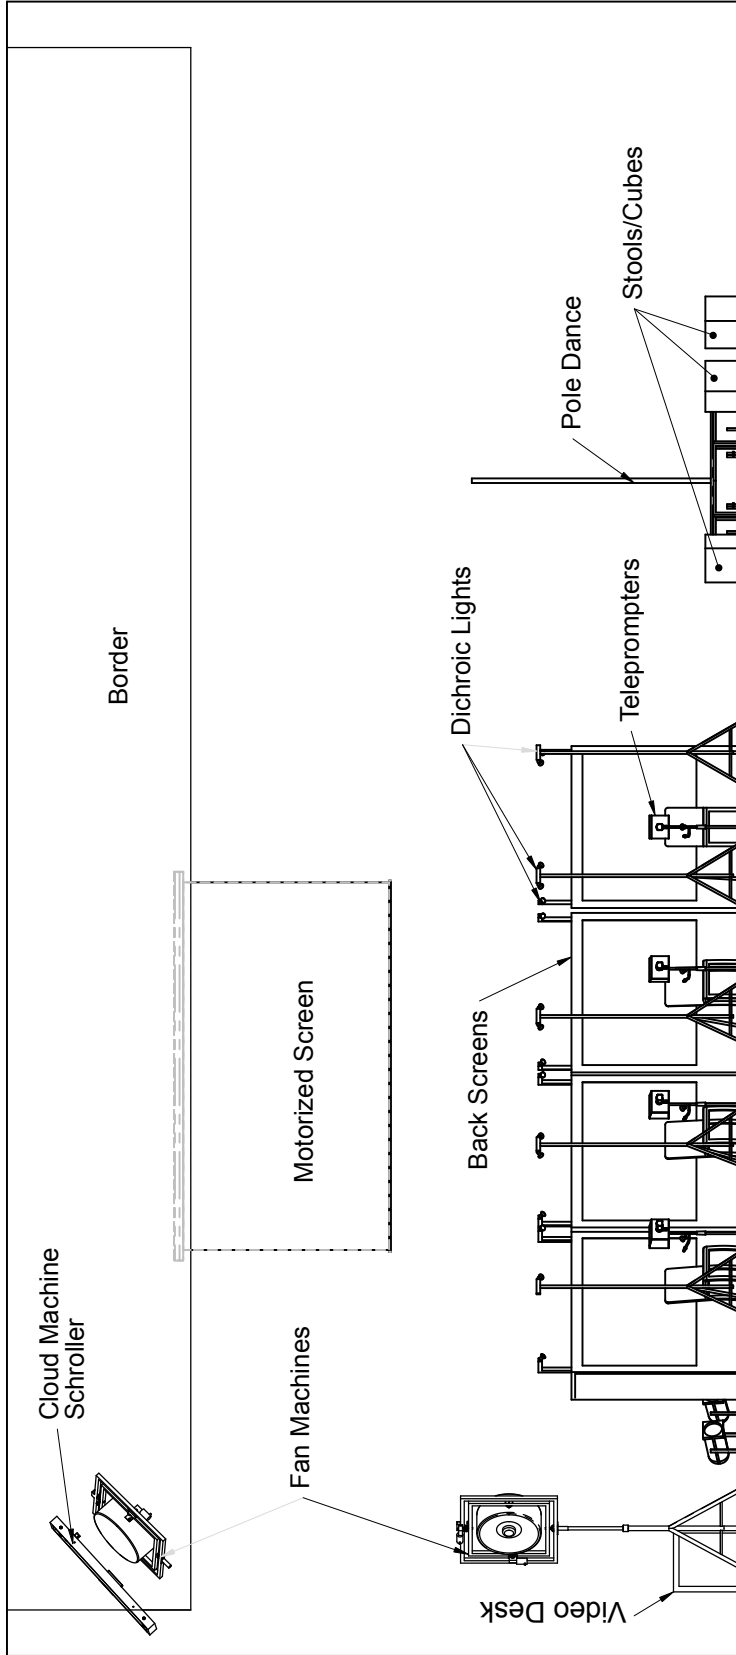 Border
Cloud Machine
Schroller
Motorized Screen
Fan Machines
Pole Dance
Stools/Cubes
Dichroic Lights
Teleprompters
Back Screens
Video Desk